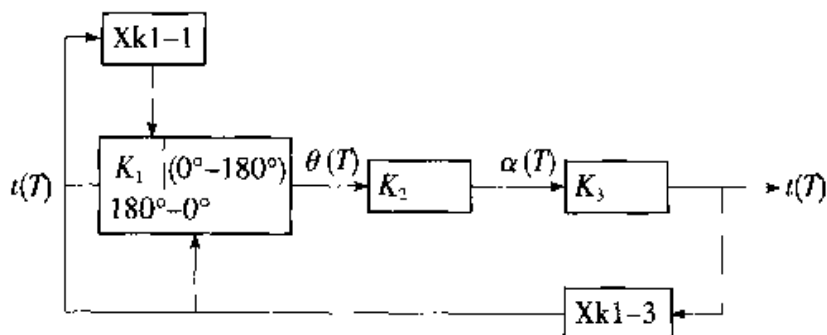 Xk1-1
K₁ (0°-180°)
180°-0°
θ(T)
K₂
α(T)
K₃
t(T)
t(T)
Xk1-3